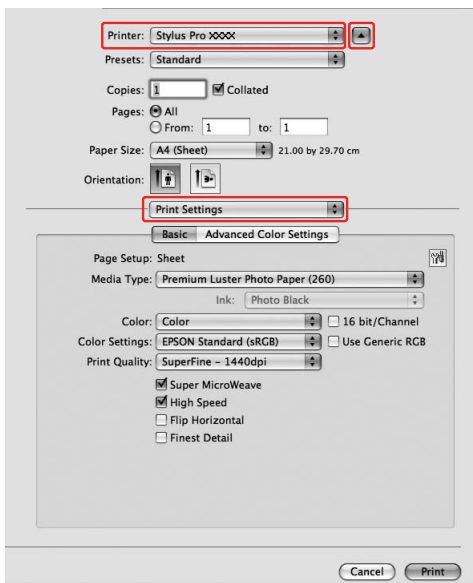 Printer: Stylus Pro XXXX
Presets: Standard
Copies: 1 Collated
Pages: All
From: 1 to: 1
Paper Size: A4 (Sheet) 21.00 by 29.70 cm
Orientation:
Print Settings
Basic Advanced Color Settings
Page Setup: Sheet
Media Type: Premium Luster Photo Paper (260)
Ink: Photo Black
Color: Color 16 bit/Channel
Color Settings: EPSON Standard (sRGB) Use Generic RGB
Print Quality: SuperFine – 1440dpi
Super MicroWeave
High Speed
Flip Horizontal
Finest Detail
Cancel Print